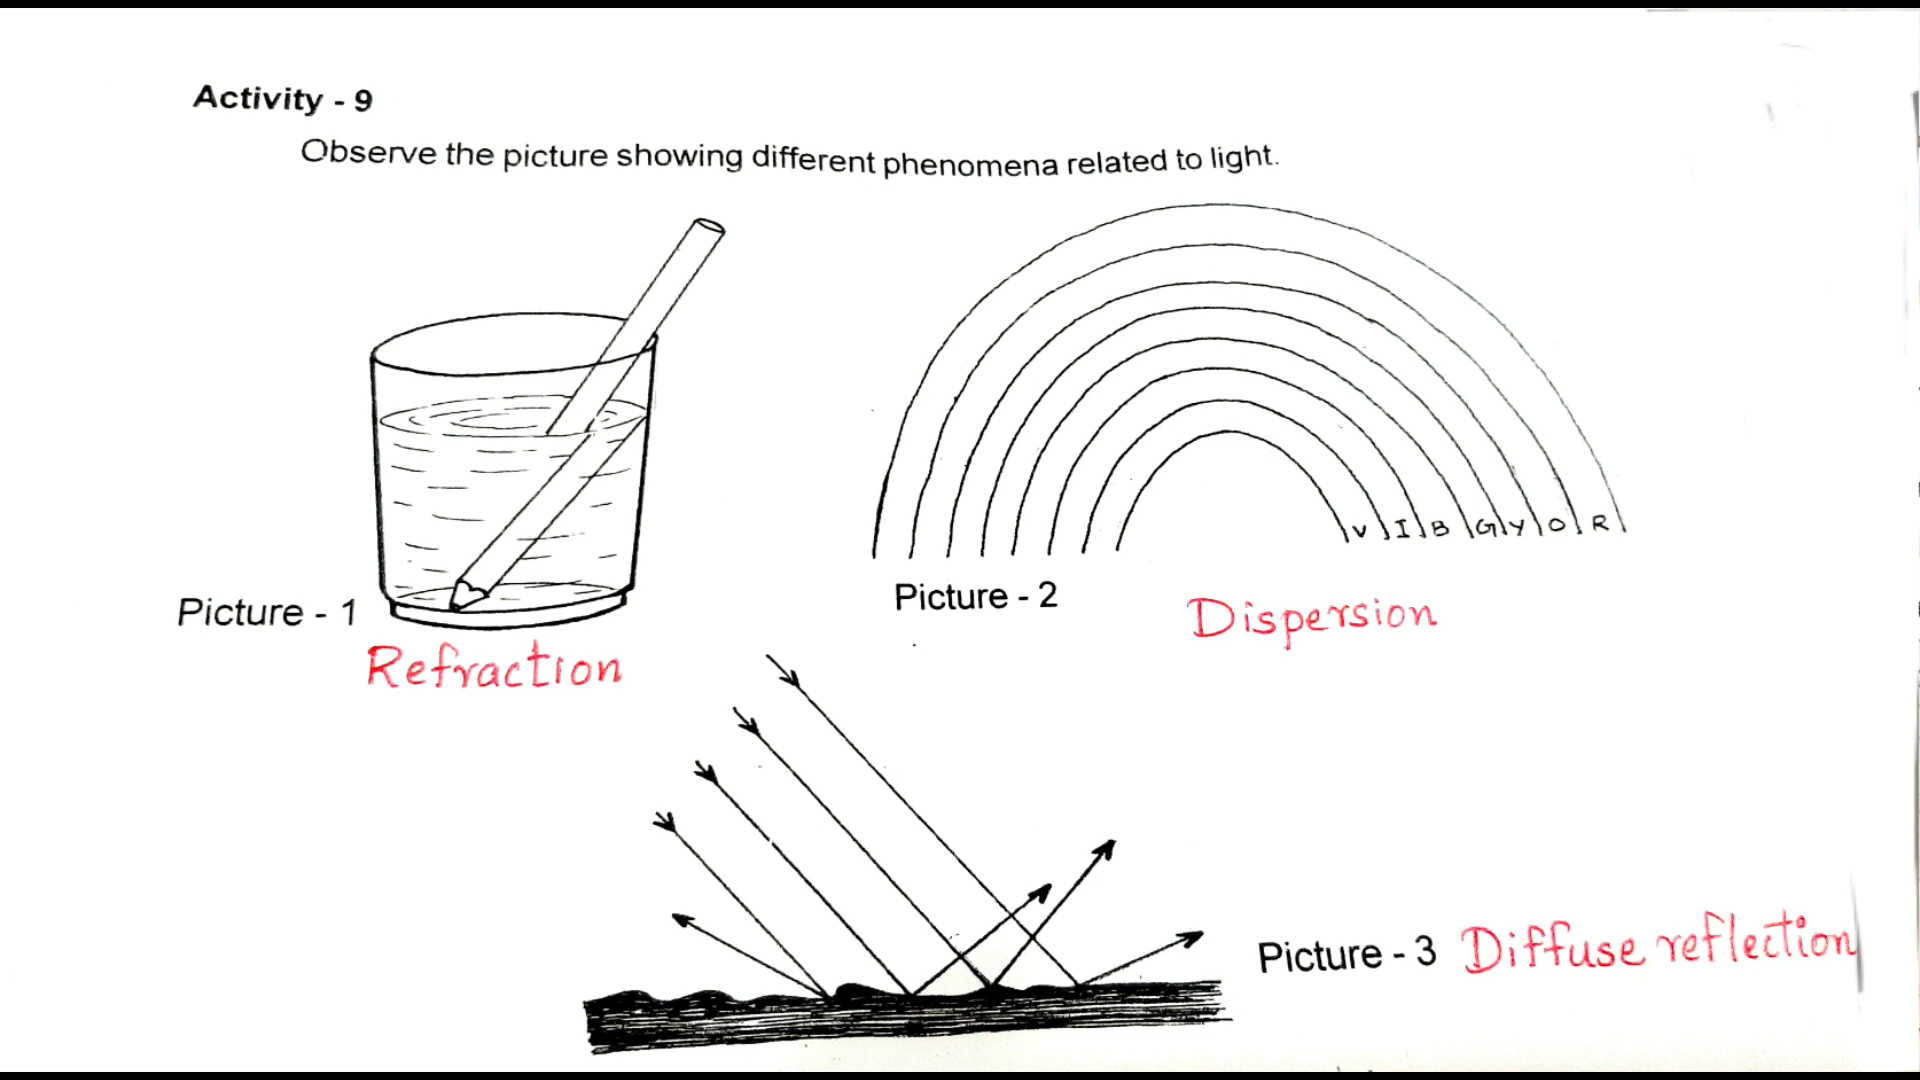 Activity - 9
Observe the picture showing different phenomena related to light.
V I B G Y O R
Picture - 1
Refraction
Picture - 2
Dispersion
Picture - 3 Diffuse reflection